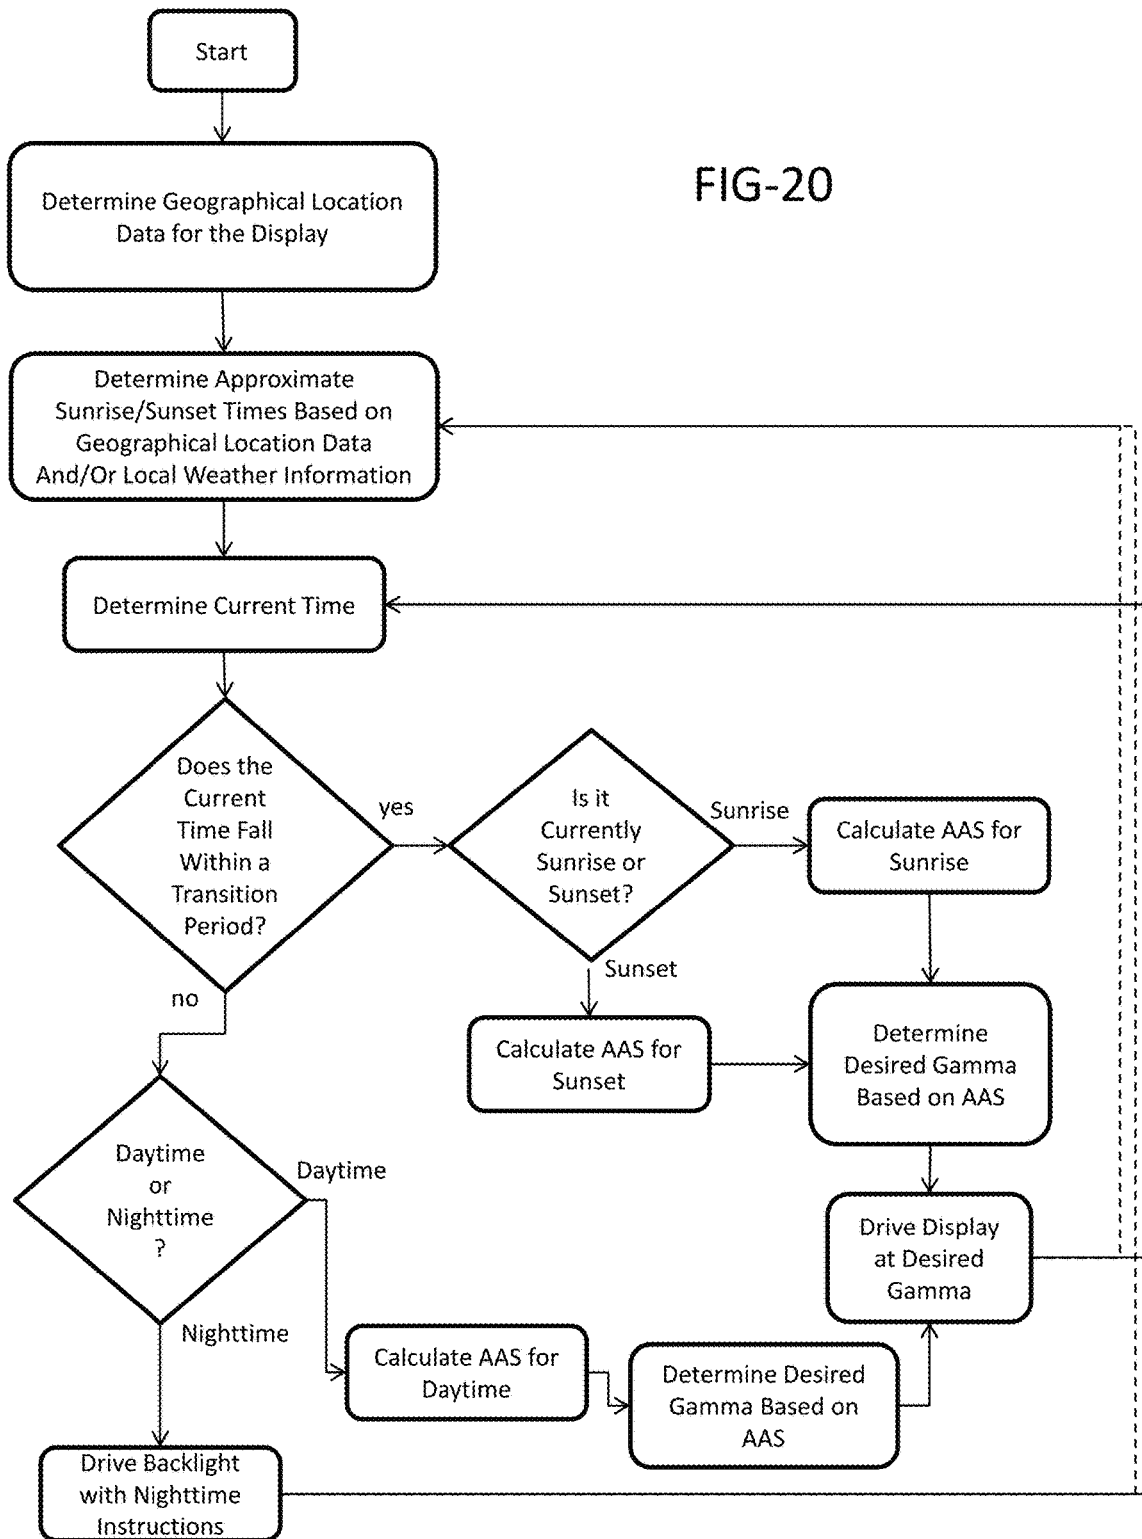 Start
FIG-20
Determine Geographical Location
Data for the Display
Determine Approximate
Sunrise/Sunset Times Based on
Geographical Location Data
And/Or Local Weather Information
Determine Current Time
Does the
Current
Time Fall
Within a
Transition
Period?
yes
Is it
Currently
Sunrise or
Sunset?
Sunrise
Calculate AAS for
Sunrise
Sunset
no
Calculate AAS for
Sunset
Determine
Desired Gamma
Based on AAS
Daytime
or
Nighttime
?
Daytime
Drive Display
at Desired
Gamma
Nighttime
Calculate AAS for
Daytime
Determine Desired
Gamma Based on
AAS
Drive Backlight
with Nighttime
Instructions